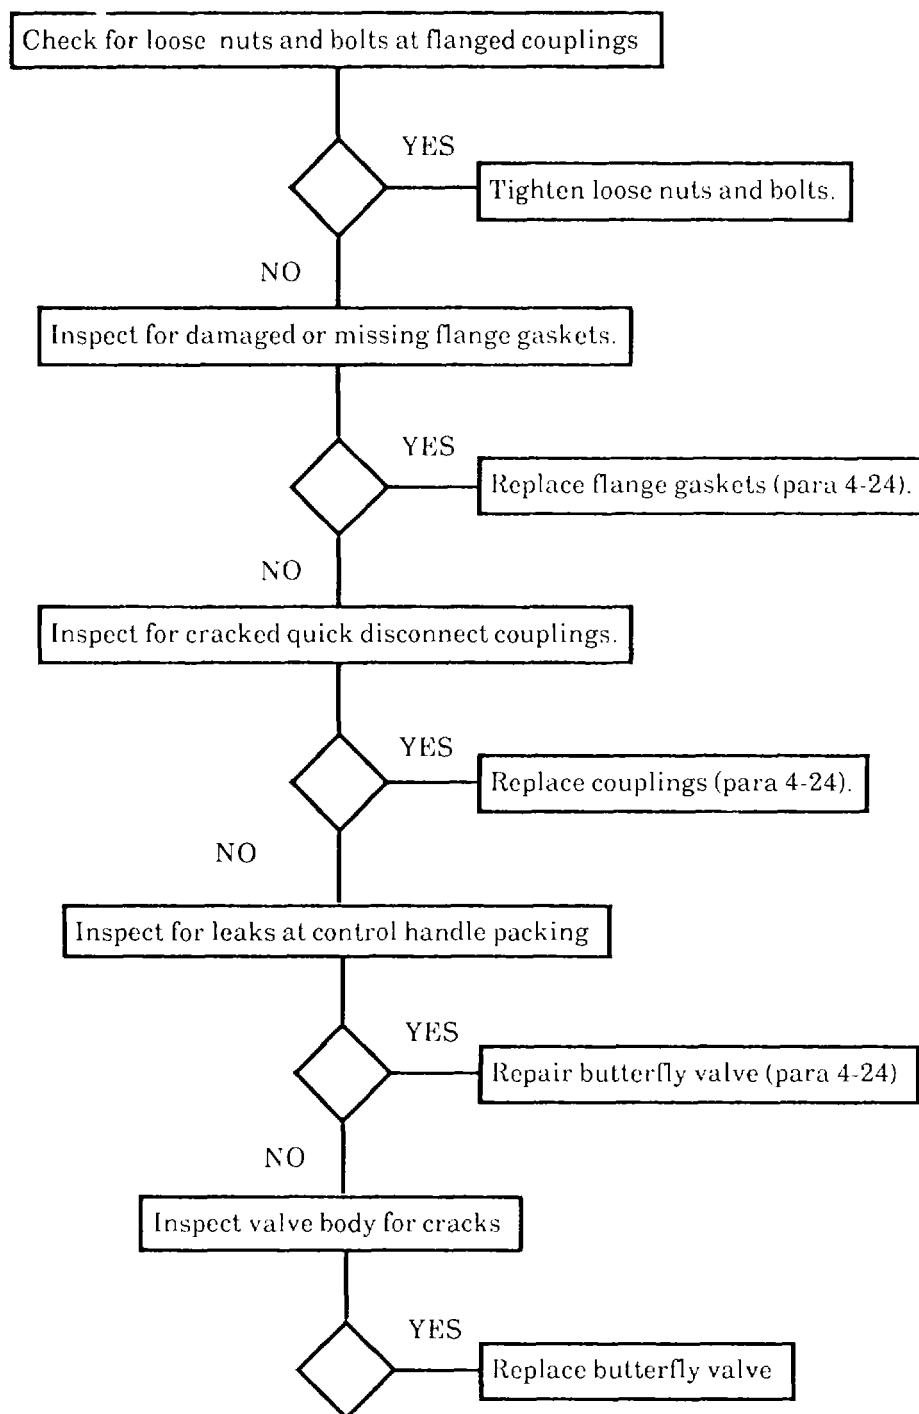 Check for loose nuts and bolts at flanged couplings
YES
Tighten loose nuts and bolts.
NO
Inspect for damaged or missing flange gaskets.
YES
Replace flange gaskets (para 4-24).
NO
Inspect for cracked quick disconnect couplings.
YES
Replace couplings (para 4-24).
NO
Inspect for leaks at control handle packing
YES
Repair butterfly valve (para 4-24)
NO
Inspect valve body for cracks
YES
Replace butterfly valve